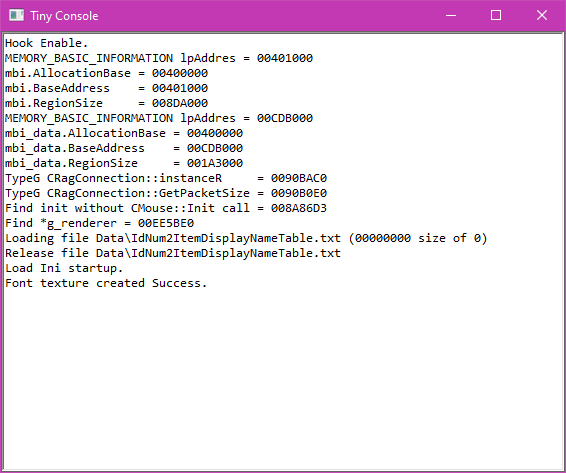 Tiny Console
Hook Enable.
MEMORY_BASIC_INFORMATION lpAddres = 00401000
mbi.AllocationBase = 00400000
mbi.BaseAddress    = 00401000
mbi.RegionSize     = 008DA000
MEMORY_BASIC_INFORMATION lpAddres = 00CDB000
mbi_data.AllocationBase = 00400000
mbi_data.BaseAddress    = 00CDB000
mbi_data.RegionSize     = 001A3000
TypeG CRagConnection::instanceR     = 0090BAC0
TypeG CRagConnection::GetPacketSize = 0090B0E0
Find init without CMouse::Init call = 008A86D3
Find *g_renderer = 00EE5BE0
Loading file Data\IdNum2ItemDisplayNameTable.txt (00000000 size of 0)
Release file Data\IdNum2ItemDisplayNameTable.txt
Load Ini startup.
Font texture created Success.